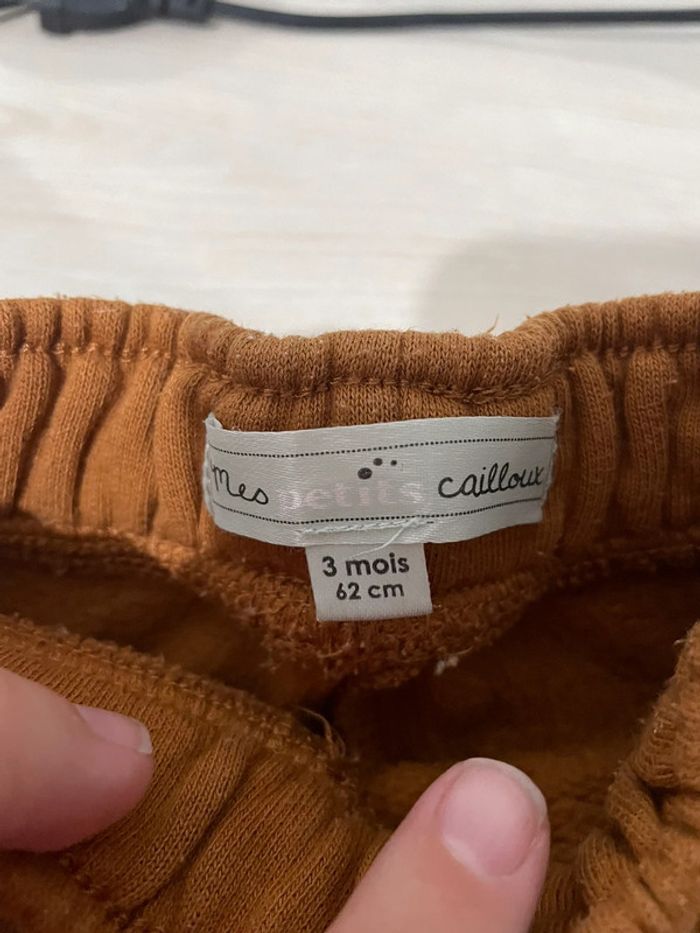 mes petits cailloux
3 mois
62 cm